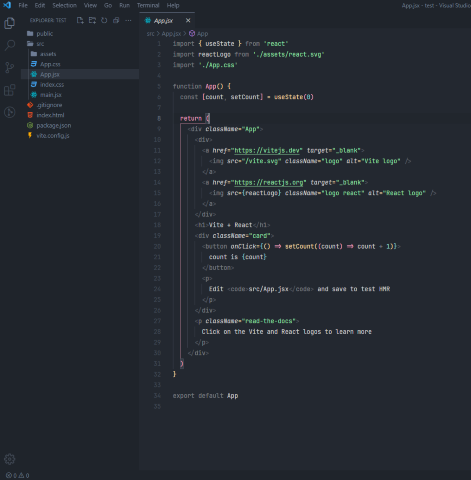 File Edit Selection View Go Run Terminal Help
App.jsx - test - Visual Studio
EXPLORER: TEST
public
src
assets
App.css
App.jsx
index.css
main.jsx
.gitignore
index.html
package.json
vite.config.js
App.jsx ×
src > App.jsx > App
1 import { useState } from 'react'
2 import reactLogo from './assets/react.svg'
3 import './App.css'
4
5 function App() {
6 const [count, setCount] = useState(0)
7
8 return (
9 <div className="App">
10 <div>
11 <a href="https://vitejs.dev" target="_blank">
12 <img src="/vite.svg" className="logo" alt="Vite logo" />
13 </a>
14 <a href="https://reactjs.org" target="_blank">
15 <img src={reactLogo} className="logo react" alt="React logo" />
16 </a>
17 </div>
18 <h1>Vite + React</h1>
19 <div className="card">
20 <button onClick={() => setCount((count) => count + 1)}>
21 count is {count}
22 </button>
23 <p>
24 Edit <code>src/App.jsx</code> and save to test HMR
25 </p>
26 </div>
27 <p className="read-the-docs">
28 Click on the Vite and React logos to learn more
29 </p>
30 </div>
31 )
32 }
33
34 export default App
35
0 0